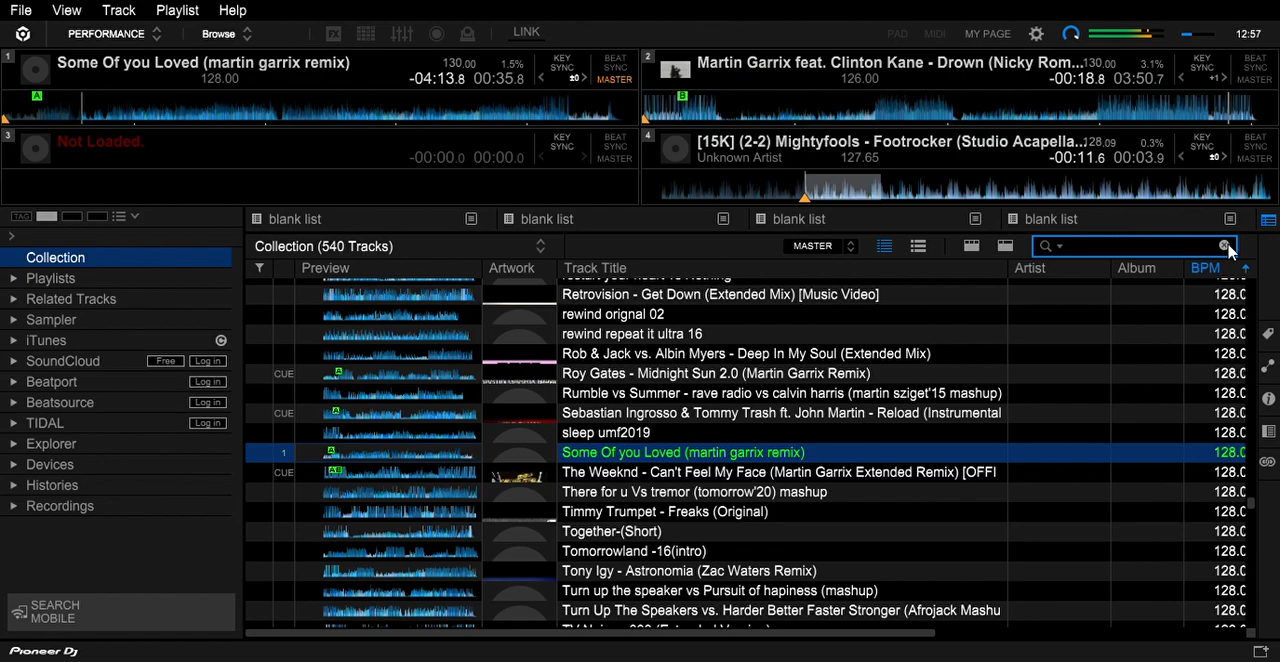 File View Track Playlist Help
PERFORMANCE Browse FX LINK PAD MIDI MY PAGE 12:57
1 Some Of you Loved (martin garrix remix) 130.00 1.5% KEY SYNC BEAT SYNC
128.00 -04:13.8 00:35.8 ±0 MASTER
A
2 Martin Garrix feat. Clinton Kane - Drown (Nicky Rom... 130.00 3.1% KEY SYNC BEAT SYNC
126.00 -00:18.8 03:50.7 +1 MASTER
B
3 Not Loaded. KEY SYNC BEAT SYNC
-00:00.0 00:00.0 MASTER
4 [15K] (2-2) Mightyfools - Footrocker (Studio Acapella... 128.09 0.3% KEY SYNC BEAT SYNC
Unknown Artist 127.65 -00:11.6 00:03.9 ±0 MASTER
TAG
blank list blank list blank list blank list
Collection
Playlists
Related Tracks
Sampler
iTunes
SoundCloud Free Log in
Beatport Log in
Beatsource Log in
TIDAL Log in
Explorer
Devices
Histories
Recordings
SEARCH
MOBILE
Collection (540 Tracks) MASTER
Preview Artwork Track Title Artist Album BPM
Retrovision - Get Down (Extended Mix) [Music Video] 128.0
rewind orignal 02 128.0
rewind repeat it ultra 16 128.0
Rob & Jack vs. Albin Myers - Deep In My Soul (Extended Mix) 128.0
CUE A Roy Gates - Midnight Sun 2.0 (Martin Garrix Remix) 128.0
Rumble vs Summer - rave radio vs calvin harris (martin sziget'15 mashup) 128.0
CUE A Sebastian Ingrosso & Tommy Trash ft. John Martin - Reload (Instrumental 128.0
sleep umf2019 128.0
1 A Some Of you Loved (martin garrix remix) 128.0
CUE AB The Weeknd - Can't Feel My Face (Martin Garrix Extended Remix) [OFFI 128.0
There for u Vs tremor (tomorrow'20) mashup 128.0
Timmy Trumpet - Freaks (Original) 128.0
Together-(Short) 128.0
Tomorrowland -16(intro) 128.0
Tony Igy - Astronomia (Zac Waters Remix) 128.0
Turn up the speaker vs Pursuit of hapiness (mashup) 128.0
Turn Up The Speakers vs. Harder Better Faster Stronger (Afrojack Mashu 128.0
Pioneer Dj